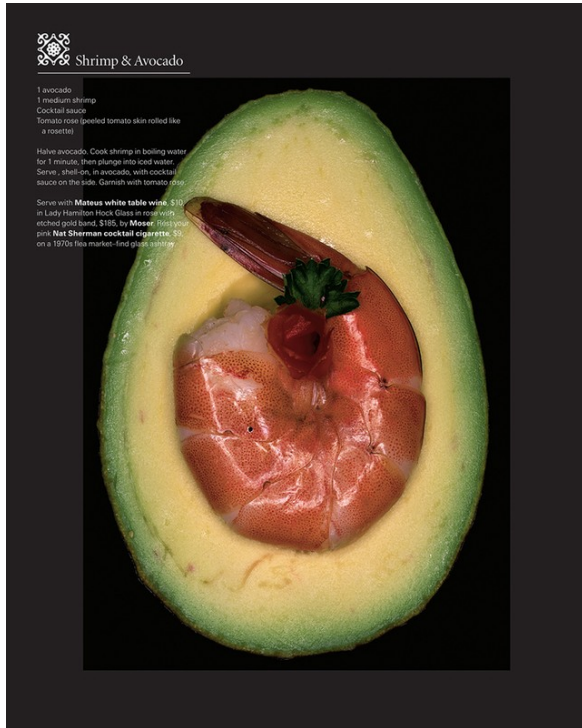 Shrimp & Avocado
1 avocado
1 medium shrimp
Cocktail sauce
Tomato rose (peeled tomato skin rolled like
a rosette)
Halve avocado. Cook shrimp in boiling water
for 1 minute, then plunge into iced water.
Serve , shell-on, in avocado, with cocktail
sauce on the side. Garnish with tomato rose.
Serve with Mateus white table wine, $10,
in Lady Hamilton Hock Glass in rose with
etched gold band, $185, by Moser. Rest your
pink Nat Sherman cocktail cigarette, $9,
on a 1970s flea market–find glass ashtray.